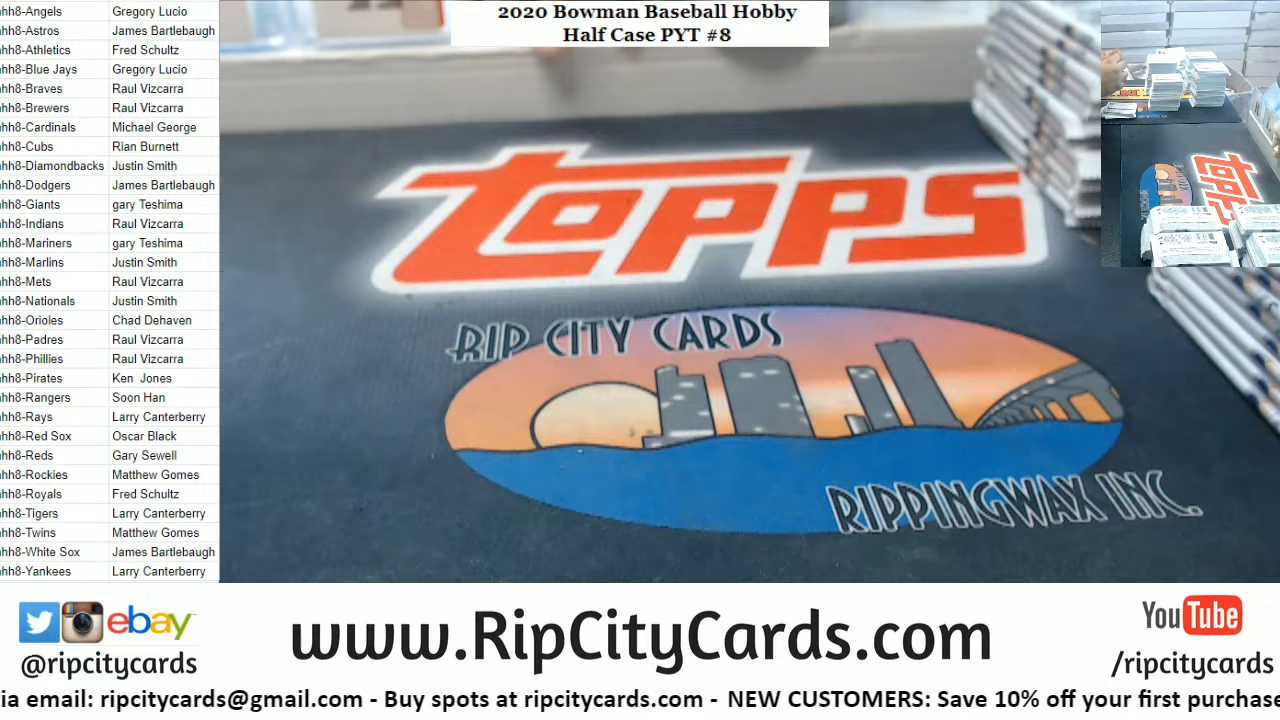 2020 Bowman Baseball Hobby
Half Case PYT #8
hh8-Angels Gregory Lucio
hh8-Astros James Bartlebaugh
hh8-Athletics Fred Schultz
hh8-Blue Jays Gregory Lucio
hh8-Braves Raul Vizcarra
hh8-Brewers Raul Vizcarra
hh8-Cardinals Michael George
hh8-Cubs Rian Burnett
hh8-Diamondbacks Justin Smith
hh8-Dodgers James Bartlebaugh
hh8-Giants gary Teshima
hh8-Indians Raul Vizcarra
hh8-Mariners gary Teshima
hh8-Marlins Justin Smith
hh8-Mets Raul Vizcarra
hh8-Nationals Justin Smith
hh8-Orioles Chad Dehaven
hh8-Padres Raul Vizcarra
hh8-Phillies Raul Vizcarra
hh8-Pirates Ken Jones
hh8-Rangers Soon Han
hh8-Rays Larry Canterberry
hh8-Red Sox Oscar Black
hh8-Reds Gary Sewell
hh8-Rockies Matthew Gomes
hh8-Royals Fred Schultz
hh8-Tigers Larry Canterberry
hh8-Twins Matthew Gomes
hh8-White Sox James Bartlebaugh
hh8-Yankees Larry Canterberry
topps
RIP CITY CARDS
RIPPINGWAX INC.
topps
ebay
@ripcitycards
www.RipCityCards.com
YouTube
/ripcitycards
ia email: ripcitycards@gmail.com - Buy spots at ripcitycards.com - NEW CUSTOMERS: Save 10% off your first purchase